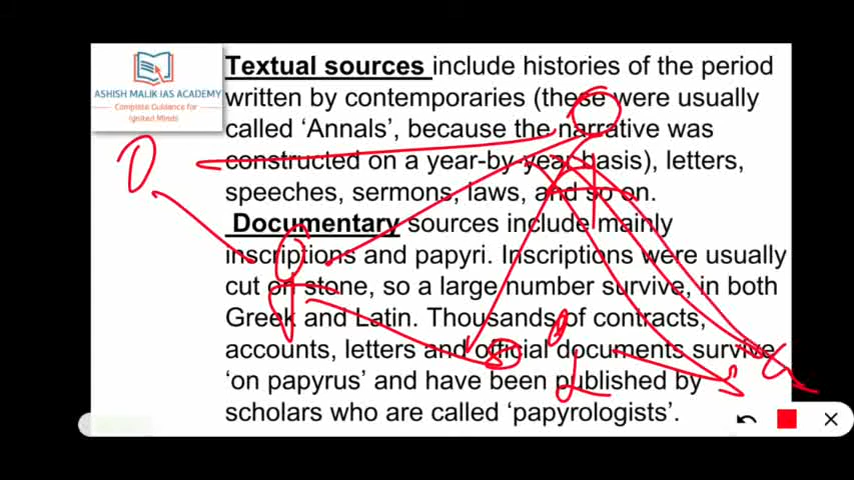 ASHISH MALIK IAS ACADEMY
Complete Guidance for
Ignited Minds
Textual sources include histories of the period
written by contemporaries (these were usually
called ‘Annals’, because the narrative was
constructed on a year-by year basis), letters,
speeches, sermons, laws, and so on.
Documentary sources include mainly
inscriptions and papyri. Inscriptions were usually
cut on stone, so a large number survive, in both
Greek and Latin. Thousands of contracts,
accounts, letters and official documents survive
‘on papyrus’ and have been published by
scholars who are called ‘papyrologists’.